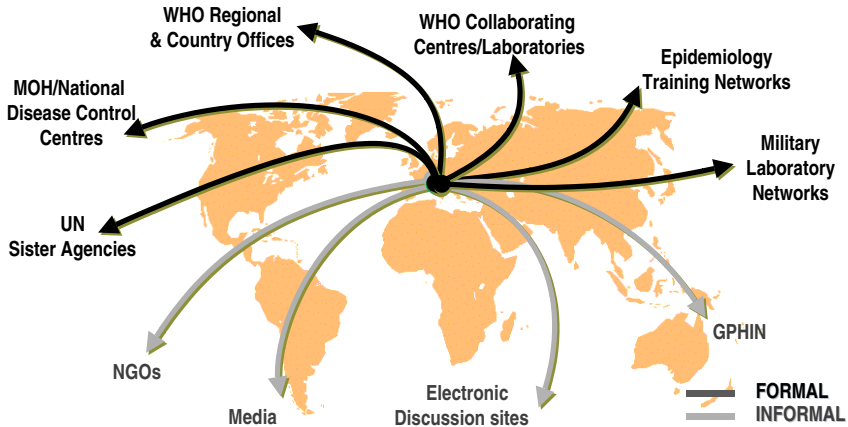 WHO Regional
& Country Offices
WHO Collaborating
Centres/Laboratories
Epidemiology
Training Networks
MOH/National
Disease Control
Centres
Military
Laboratory
Networks
UN
Sister Agencies
GPHIN
NGOs
Media
Electronic
Discussion sites
FORMAL
INFORMAL